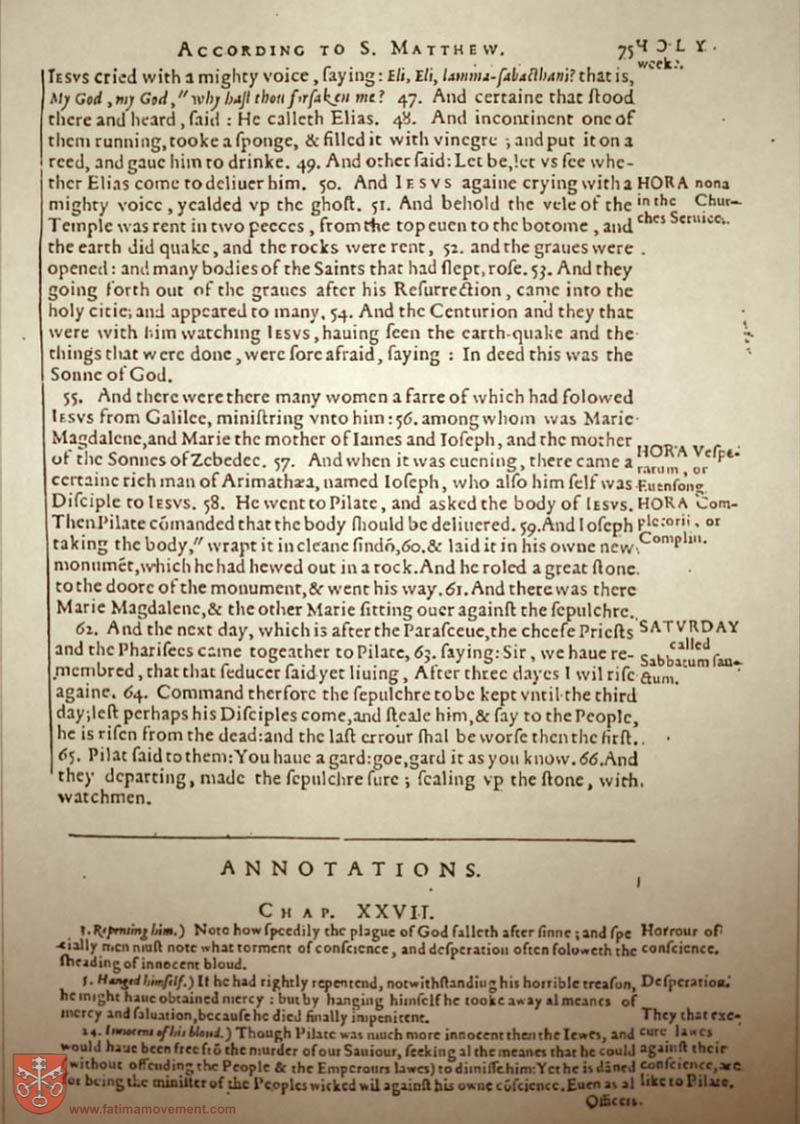 ACCORDING TO S. MATTHEW. 75 HOLY
weeke.
IESVS cried with a mighty voice, ſaying: Eli, Eli, lamma-ſabacthani? that is,
My God, my God, " why haſt thou forſaken me? 47. And certaine that ſtood
there and heard, ſaid : He calleth Elias. 48. And incontinent one of
them running, tooke a ſponge, & filled it with vinegre ; and put it on a
reed, and gaue him to drinke. 49. And other ſaid: Let be, let vs ſee whe-
ther Elias come to deliuer him. 50. And IESVS againe crying with a
mighty voice, yealded vp the ghoſt. 51. And behold the vele of the
Temple was rent in two peeces, from the top euen to the botome, and
the earth did quake, and the rocks were rent, 52. and the graues were
opened: and many bodies of the Saints that had ſlept, roſe. 53. And they
going forth out of the graues after his Reſurrection, came into the
holy citie; and appeared to many. 54. And the Centurion and they that
were with him watching IESVS, hauing ſeen the earth-quake and the
things that were done, were ſore afraid, ſaying : In deed this was the
Sonne of God.
HORA nona
in the Chur-
ches Seruice.
55. And there were there many women a farre of which had folowed
IESVS from Galilee, miniſtring vnto him: 56. among whom was Marie
Magdalene, and Marie the mother of Iames and Ioſeph, and the mother
of the Sonnes of Zebedee. 57. And when it was euening, there came a
certaine rich man of Arimathæa, named Ioſeph, who alſo him ſelf was
Diſciple to IESVS. 58. He went to Pilate, and asked the body of IESVS.
Then Pilate cōmanded that the body ſhould be deliuered. 59. And Ioſeph
taking the body, " wrapt it in cleane ſindō, 60. & laid it in his owne new
monumēt, which he had hewed out in a rock. And he roled a great ſtone
to the doore of the monument, & went his way. 61. And there was there
Marie Magdalene, & the other Marie ſitting ouer againſt the ſepulchre.
HORA Veſpe-
rarum, or
Euenſong
HORA Com-
pletorii, or
Complin.
62. And the next day, which is after the Paraſceue, the cheefe Prieſts
and the Phariſees came togeather to Pilate, 63. ſaying: Sir, we haue re-
membred, that that ſeducer ſaid yet liuing, After three dayes I wil riſe
againe. 64. Command therfore the ſepulchre to be kept vntil the third
day; leſt perhaps his Diſciples come, and ſteale him, & ſay to the People,
he is riſen from the dead: and the laſt errour ſhal be worſe then the firſt.
65. Pilat ſaid to them: You haue a gard: goe, gard it as you know. 66. And
they departing, made the ſepulchre ſure ; ſealing vp the ſtone, with
watchmen.
SATVRDAY
called
Sabbatum ſan-
ctum.
ANNOTATIONS.
CHAP. XXVII.
3. Repenting him.) Note how ſpeedily the plague of God falleth after ſinne ; and ſpe
cially men muſt note what torment of conſcience, and deſperation often foloweth the
ſheading of innocent bloud.
Horrour of
conſcience.
5. Hanged himſelf.) If he had rightly repentend, notwithſtanding his horrible treaſon,
he might haue obtained mercy : but by hanging himſelf he tooke away al meanes of
mercy and ſaluation, becauſe he died finally impenitent.
Deſperation.
24. Innocent of his bloud.) Though Pilate was much more innocent then the Iewes, and
would haue been free frō the murder of our Sauiour, ſeeking al the meanes that he could
(without offending the People & the Emperours lawes) to dimiſſe him: Yet he is dāned
for being the miniſter of the Peoples wicked wil againſt his owne cōſcience. Euen as al
Officers.
They that exe-
cute lawes
againſt their
conſcience, are
like to Pilate.
www.fatimamovement.com